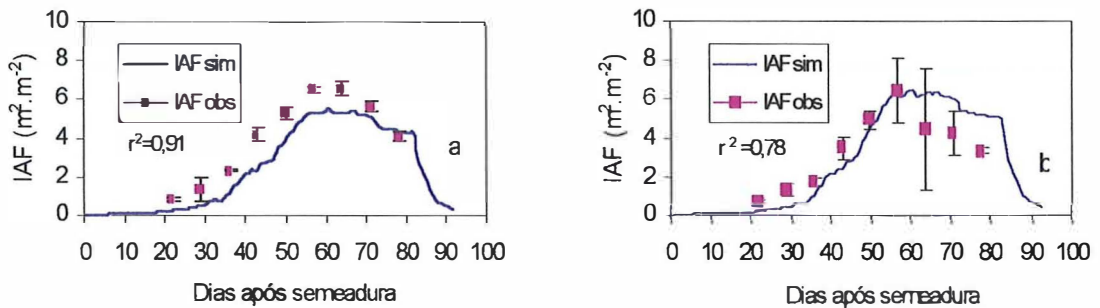 10
8
6
4
2
0
IAF (m².m⁻²)
IAF sim
IAF obs
r²=0,91
a
0 10 20 30 40 50 60 70 80 90 100
Dias após semeadura
10
8
6
4
2
0
IAF (m².m⁻²)
IAF sim
IAF obs
r²=0,78
b
0 10 20 30 40 50 60 70 80 90 100
Dias após semeadura